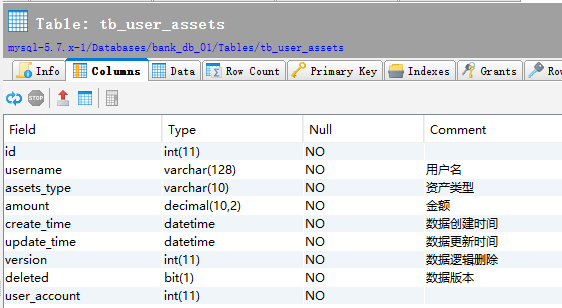 Table: tb_user_assets
mysql-5.7.x-1/Databases/bank_db_01/Tables/tb_user_assets
Info Columns Data Row Count Primary Key Indexes Grants Row
STOP
Field Type Null Comment
id int(11) NO
username varchar(128) NO 用户名
assets_type varchar(10) NO 资产类型
amount decimal(10,2) NO 金额
create_time datetime NO 数据创建时间
update_time datetime NO 数据更新时间
version int(11) NO 数据逻辑删除
deleted bit(1) NO 数据版本
user_account int(11) NO